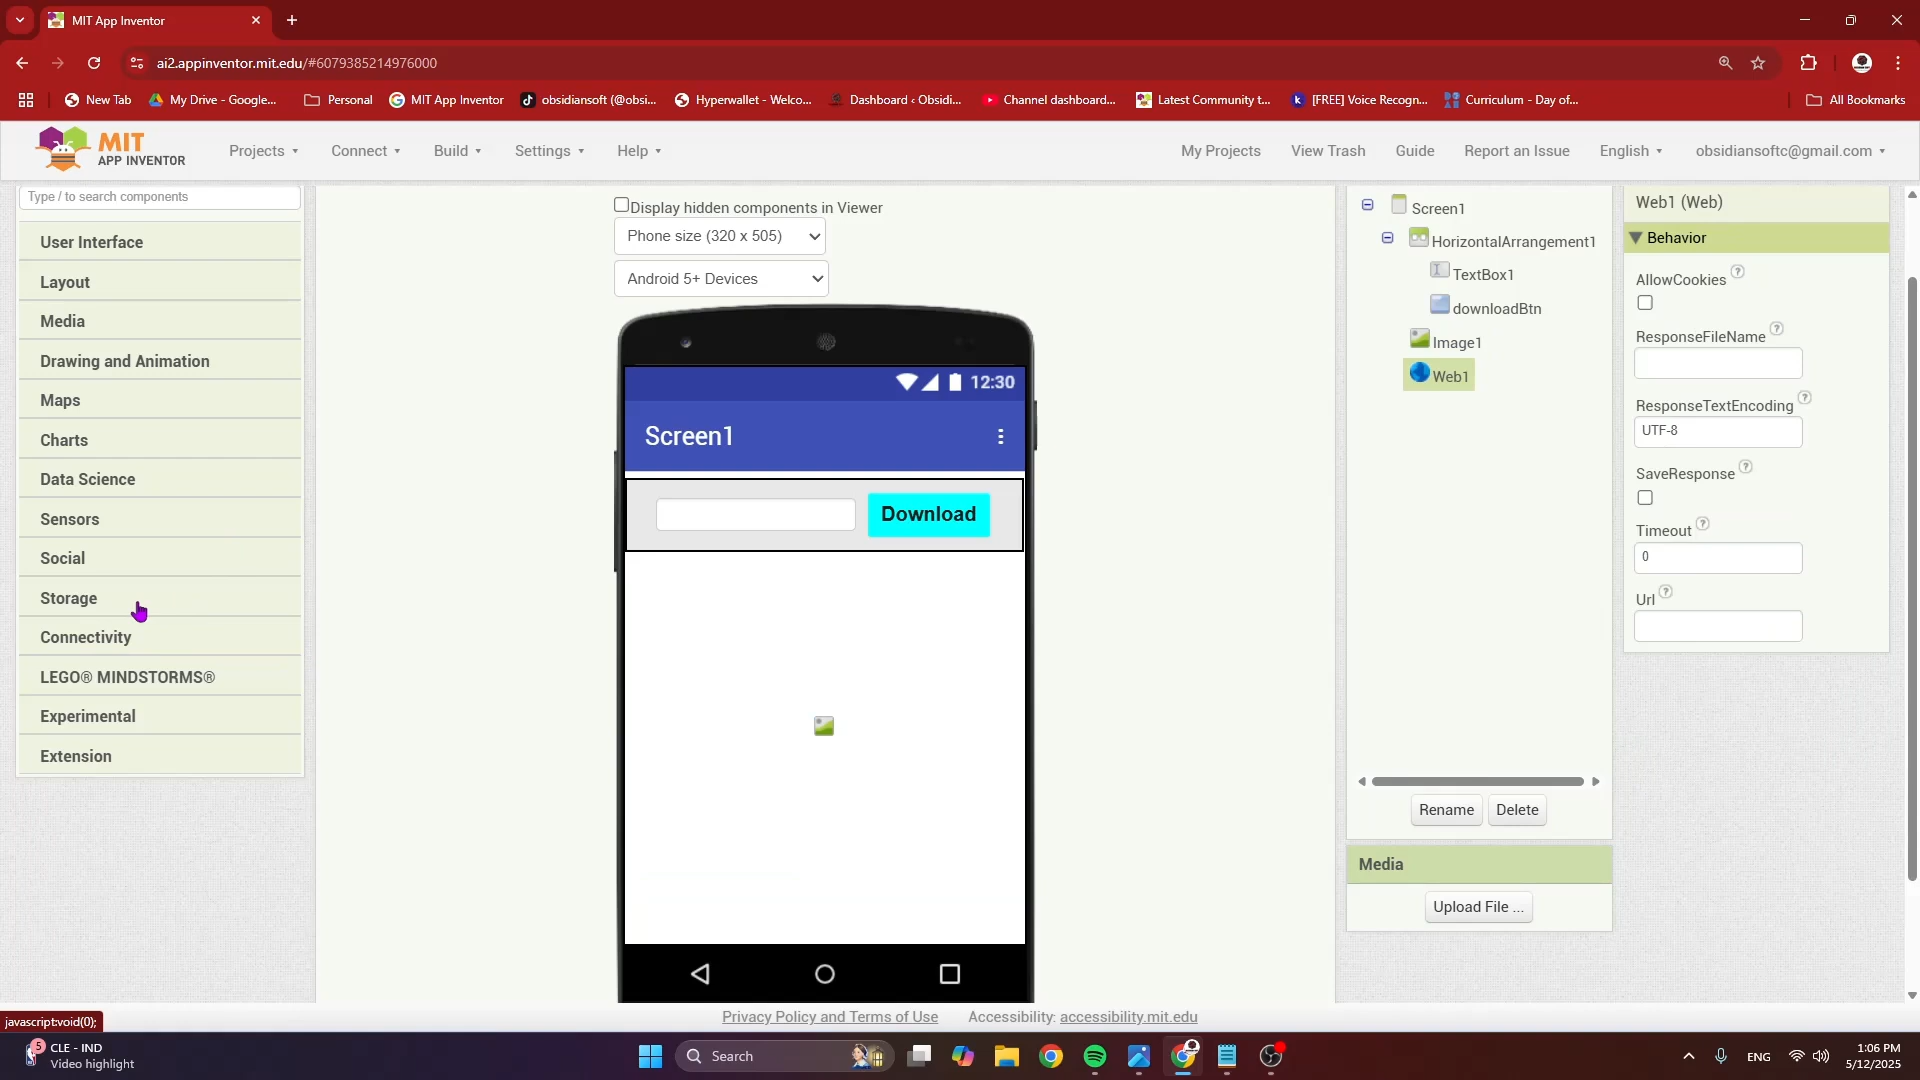 MIT App Inventor
ai2.appinventor.mit.edu/#6079385214976000
New Tab
My Drive - Google...
Personal
MIT App Inventor
obsidiansoft (@obsi...
Hyperwallet - Welco...
Dashboard ‹ Obsidi...
Channel dashboard...
Latest Community t...
[FREE] Voice Recogn...
Curriculum - Day of...
All Bookmarks
MIT
APP INVENTOR
Projects
Connect
Build
Settings
Help
My Projects
View Trash
Guide
Report an Issue
English
obsidiansoftc@gmail.com
Type / to search components
User Interface
Layout
Media
Drawing and Animation
Maps
Charts
Data Science
Sensors
Social
Storage
Connectivity
LEGO® MINDSTORMS®
Experimental
Extension
Display hidden components in Viewer
Phone size (320 x 505)
Android 5+ Devices
12:30
Screen1
Download
Screen1
HorizontalArrangement1
TextBox1
downloadBtn
Image1
Web1
Rename
Delete
Media
Upload File ...
Web1 (Web)
Behavior
AllowCookies
?
ResponseFileName
?
ResponseTextEncoding
?
UTF-8
SaveResponse
?
Timeout
?
0
Url
?
Privacy Policy and Terms of Use
Accessibility: accessibility.mit.edu
javascript:void(0);
5
CLE - IND
Video highlight
Search
ENG
1:06 PM
5/12/2025